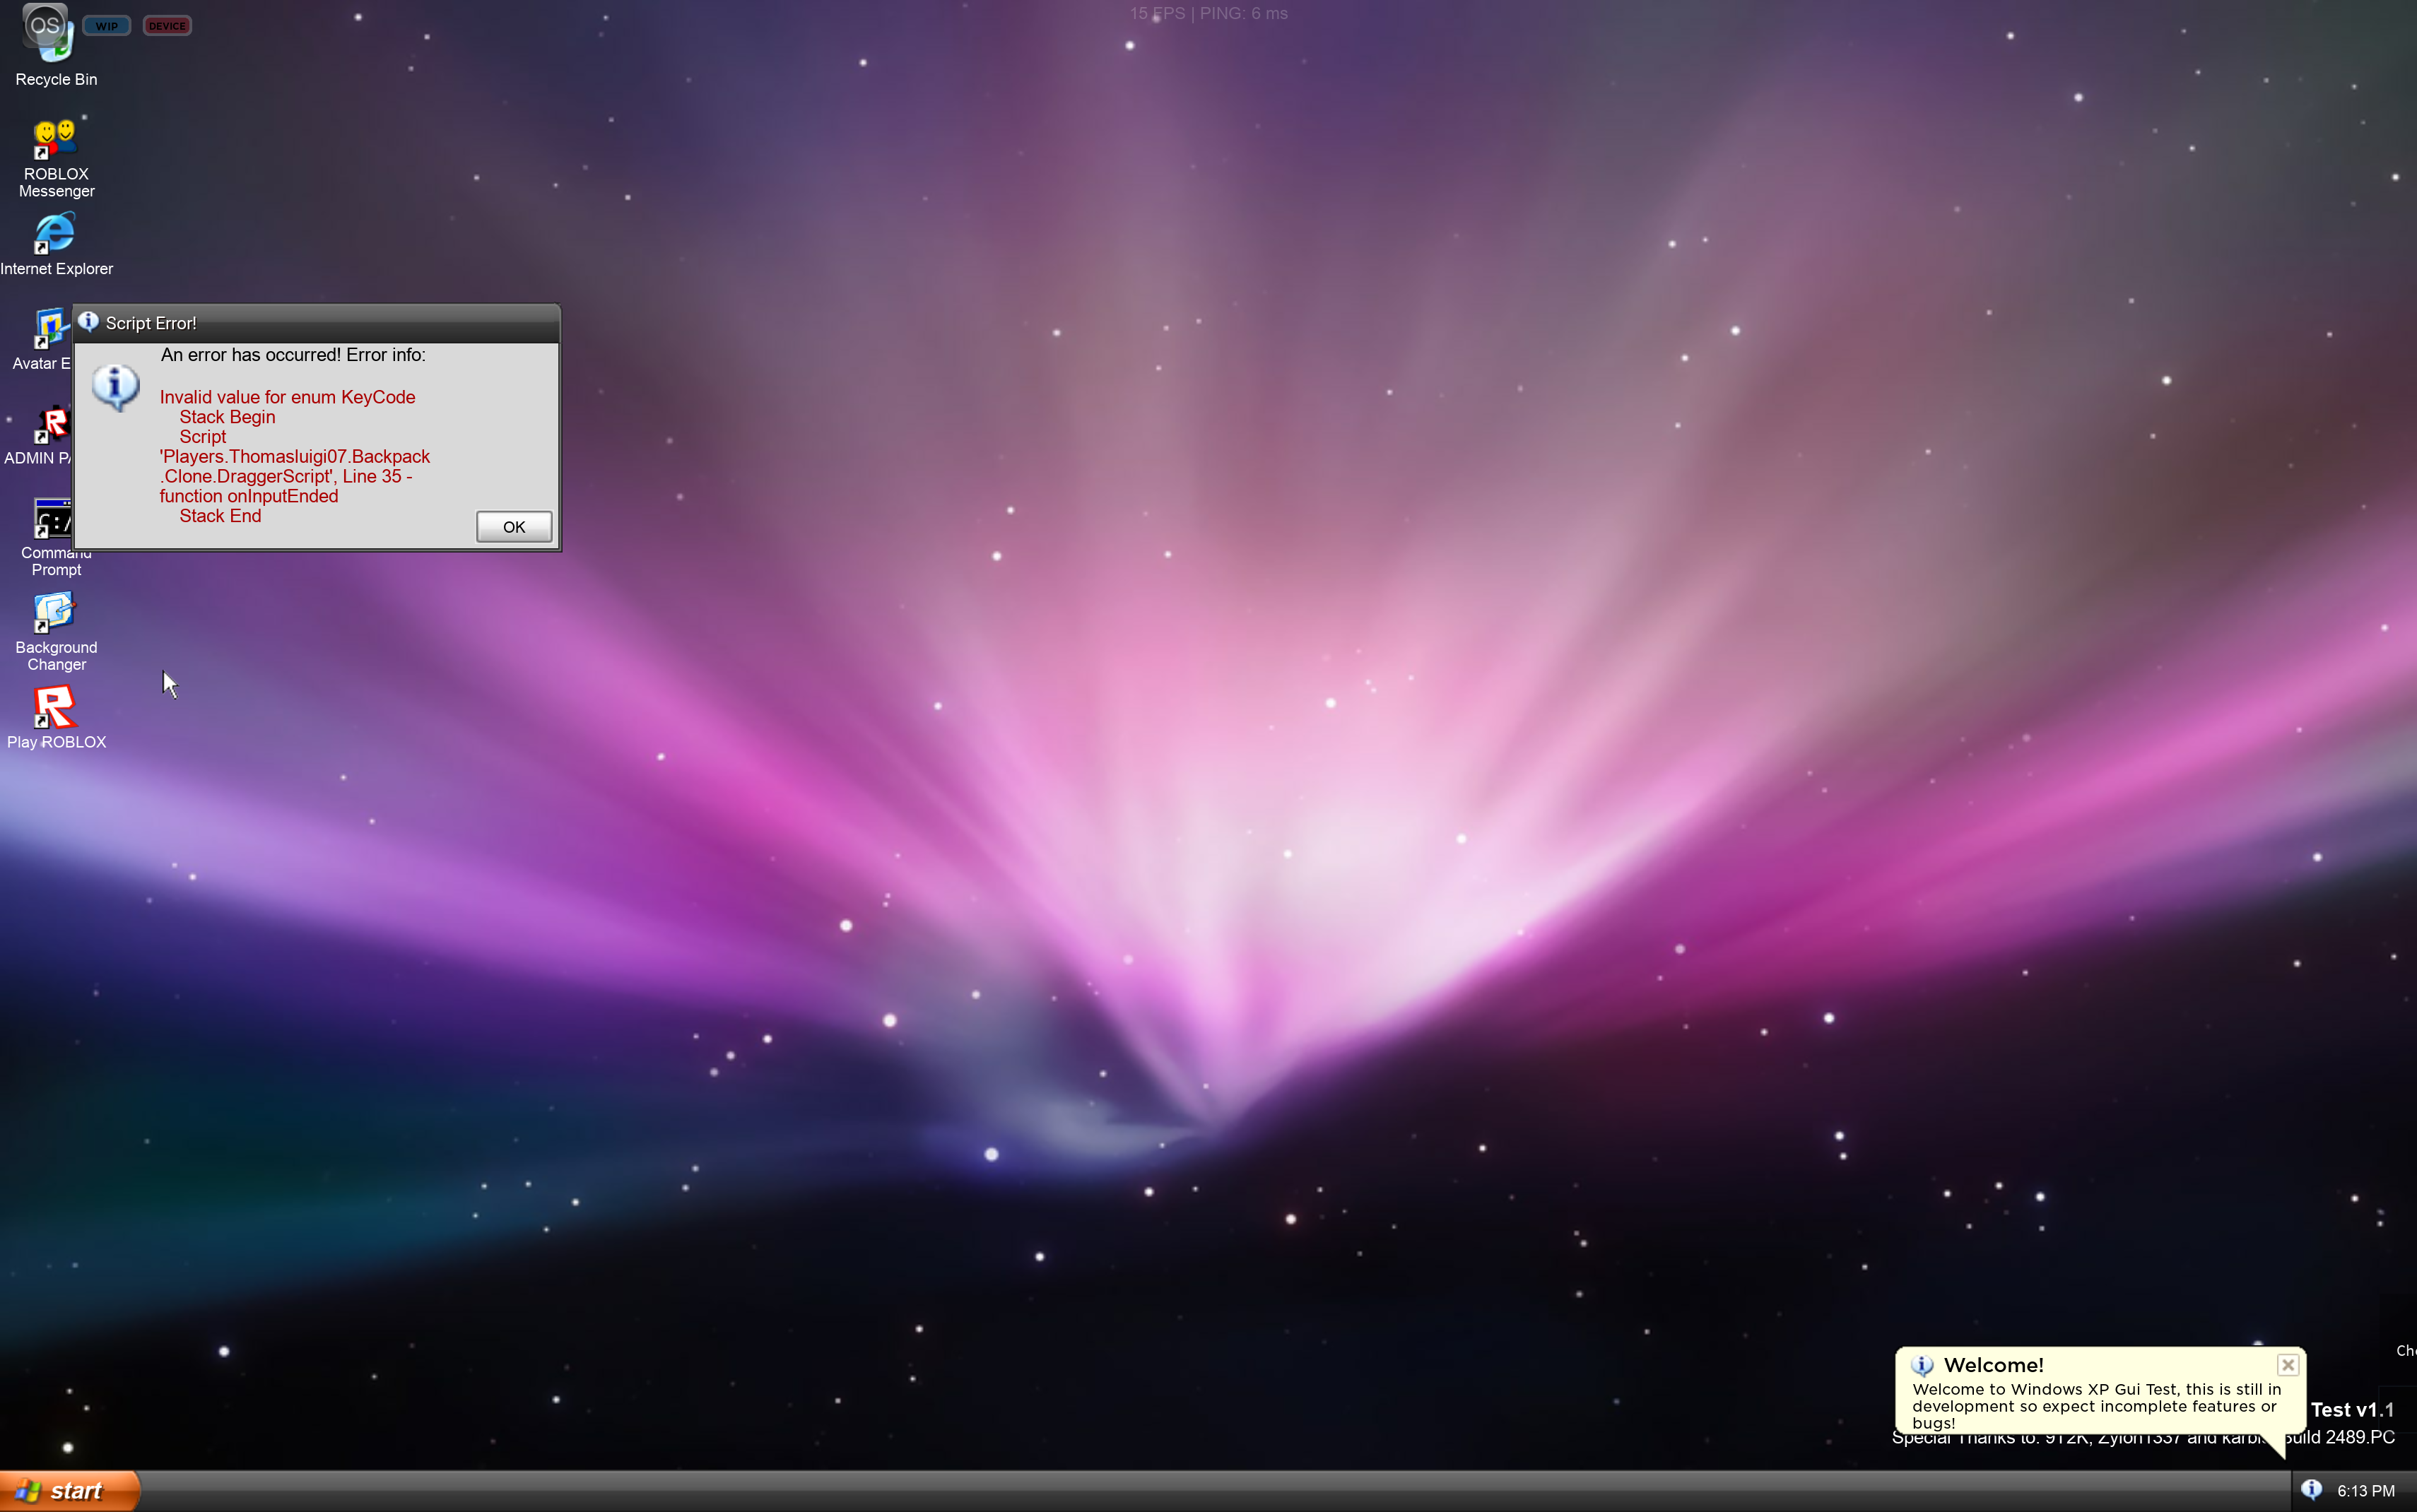 OS
WIP
DEVICE
15 FPS | PING: 6 ms
Recycle Bin
ROBLOX
Messenger
Internet Explorer
Avatar E
ADMIN PA
Command
Prompt
Background
Changer
Play ROBLOX
Script Error!
An error has occurred! Error info:
Invalid value for enum KeyCode
Stack Begin
Script
'Players.Thomasluigi07.Backpack
.Clone.DraggerScript', Line 35 -
function onInputEnded
Stack End
OK
C:/
Welcome!
Welcome to Windows XP Gui Test, this is still in
development so expect incomplete features or
bugs!
Test v1.1
Special Thanks to: 912K, Zylon1337 and Build 2489.PC
start
6:13 PM